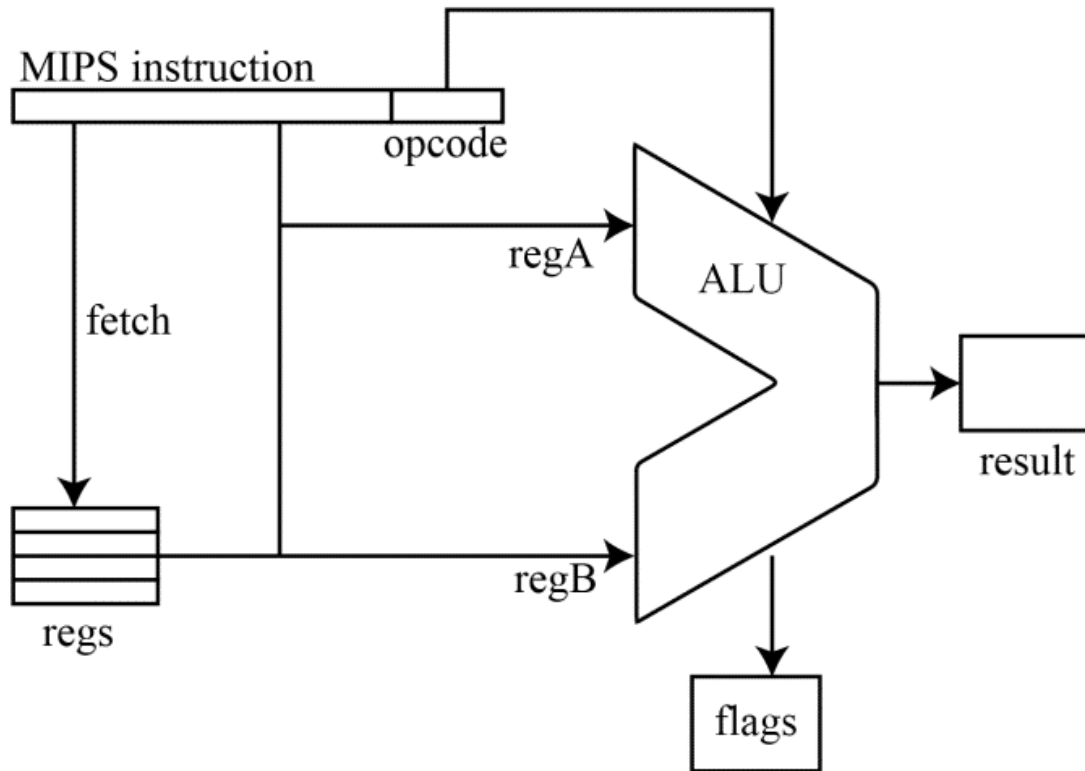 MIPS instruction
opcode
regA
ALU
fetch
result
regB
regs
flags